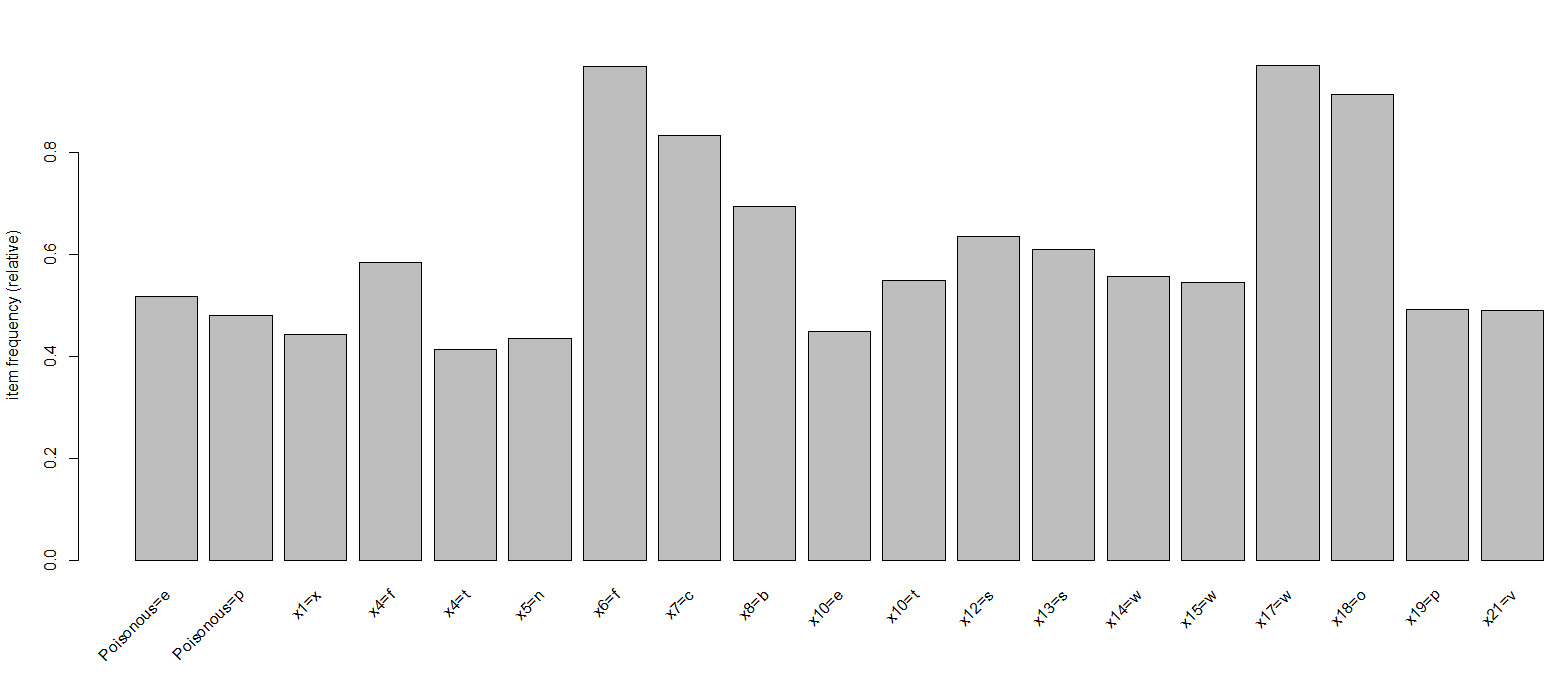 item frequency (relative)
0.8
0.6
0.4
0.2
0.0
Poisonous=e
Poisonous=p
x1=x
x4=f
x4=t
x5=n
x6=f
x7=c
x8=b
x10=e
x10=t
x12=s
x13=s
x14=w
x15=w
x17=w
x18=o
x19=p
x21=v